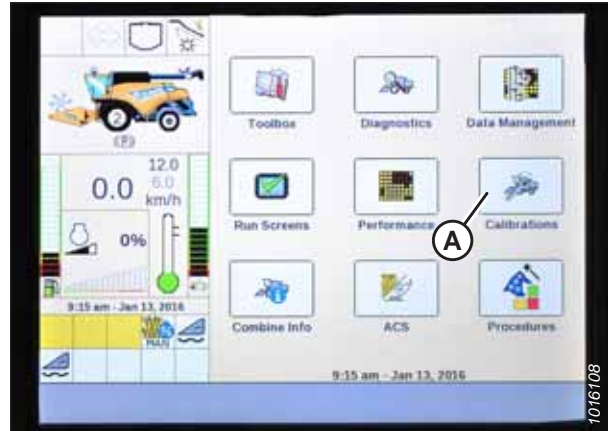 Toolbox
Diagnostics
Data Management
2
(P)
12.0
6.0
0.0
km/h
0%
Run Screens
Performance
Calibrations
A
9:15 am - Jan 13, 2016
MAN
Combine Info
ACS
Procedures
9:15 am - Jan 13, 2016
1016108